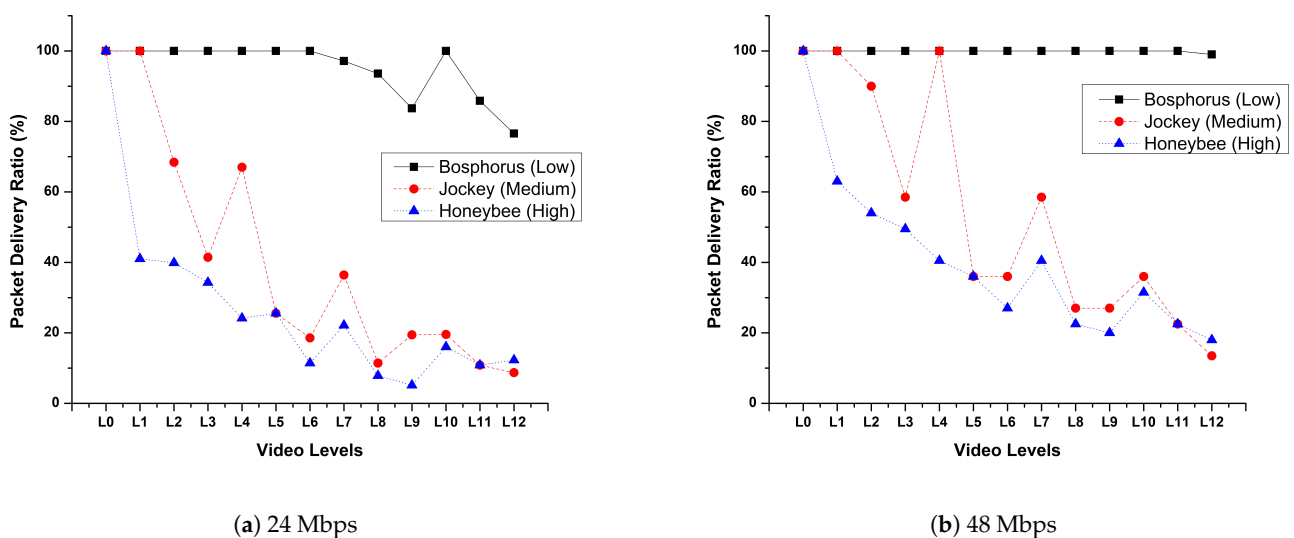 100
80
60
40
20
0
Packet Delivery Ratio (%)
Bosphorus (Low)
Jockey (Medium)
Honeybee (High)
L0 L1 L2 L3 L4 L5 L6 L7 L8 L9 L10 L11 L12
Video Levels
(a) 24 Mbps
100
80
60
40
20
0
Packet Delivery Ratio (%)
Bosphorus (Low)
Jockey (Medium)
Honeybee (High)
L0 L1 L2 L3 L4 L5 L6 L7 L8 L9 L10 L11 L12
Video Levels
(b) 48 Mbps